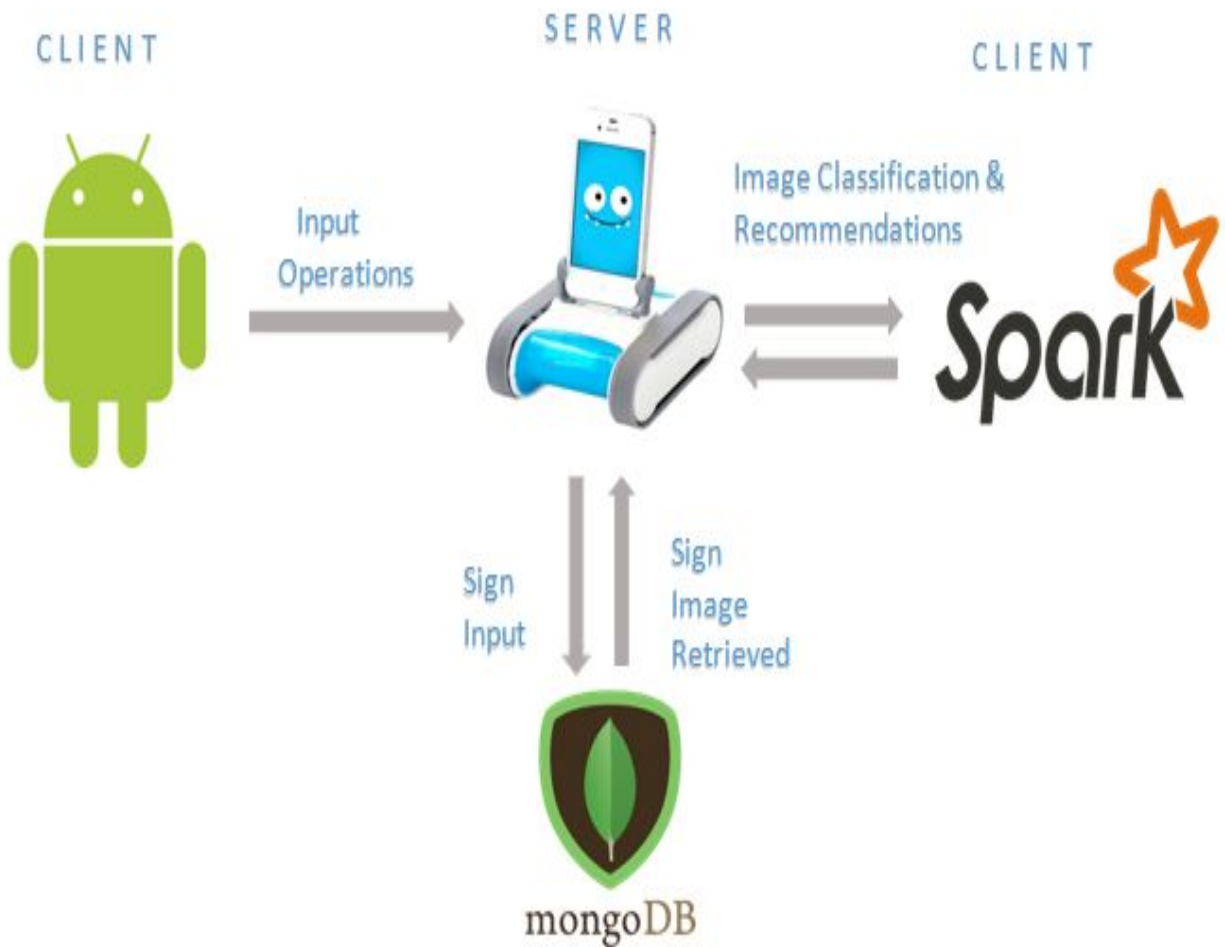 CLIENT
SERVER
CLIENT
Input
Operations
Image Classification &
Recommendations
Spark
Sign
Input
Sign
Image
Retrieved
mongoDB